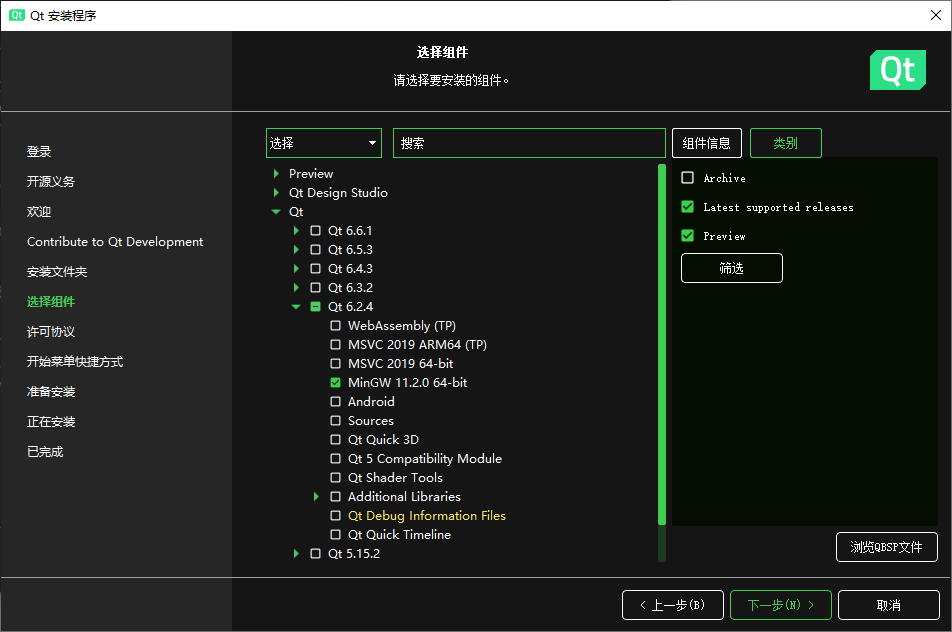 Qt Qt 安装程序
选择组件
请选择要安装的组件。
Qt
登录
开源义务
欢迎
Contribute to Qt Development
安装文件夹
选择组件
许可协议
开始菜单快捷方式
准备安装
正在安装
已完成
选择 搜索 组件信息 类别
Preview
Qt Design Studio
Qt
Qt 6.6.1
Qt 6.5.3
Qt 6.4.3
Qt 6.3.2
Qt 6.2.4
WebAssembly (TP)
MSVC 2019 ARM64 (TP)
MSVC 2019 64-bit
MinGW 11.2.0 64-bit
Android
Sources
Qt Quick 3D
Qt 5 Compatibility Module
Qt Shader Tools
Additional Libraries
Qt Debug Information Files
Qt Quick Timeline
Qt 5.15.2
Archive
Latest supported releases
Preview
筛选
浏览QBSP文件
< 上一步(B) 下一步(N) > 取消